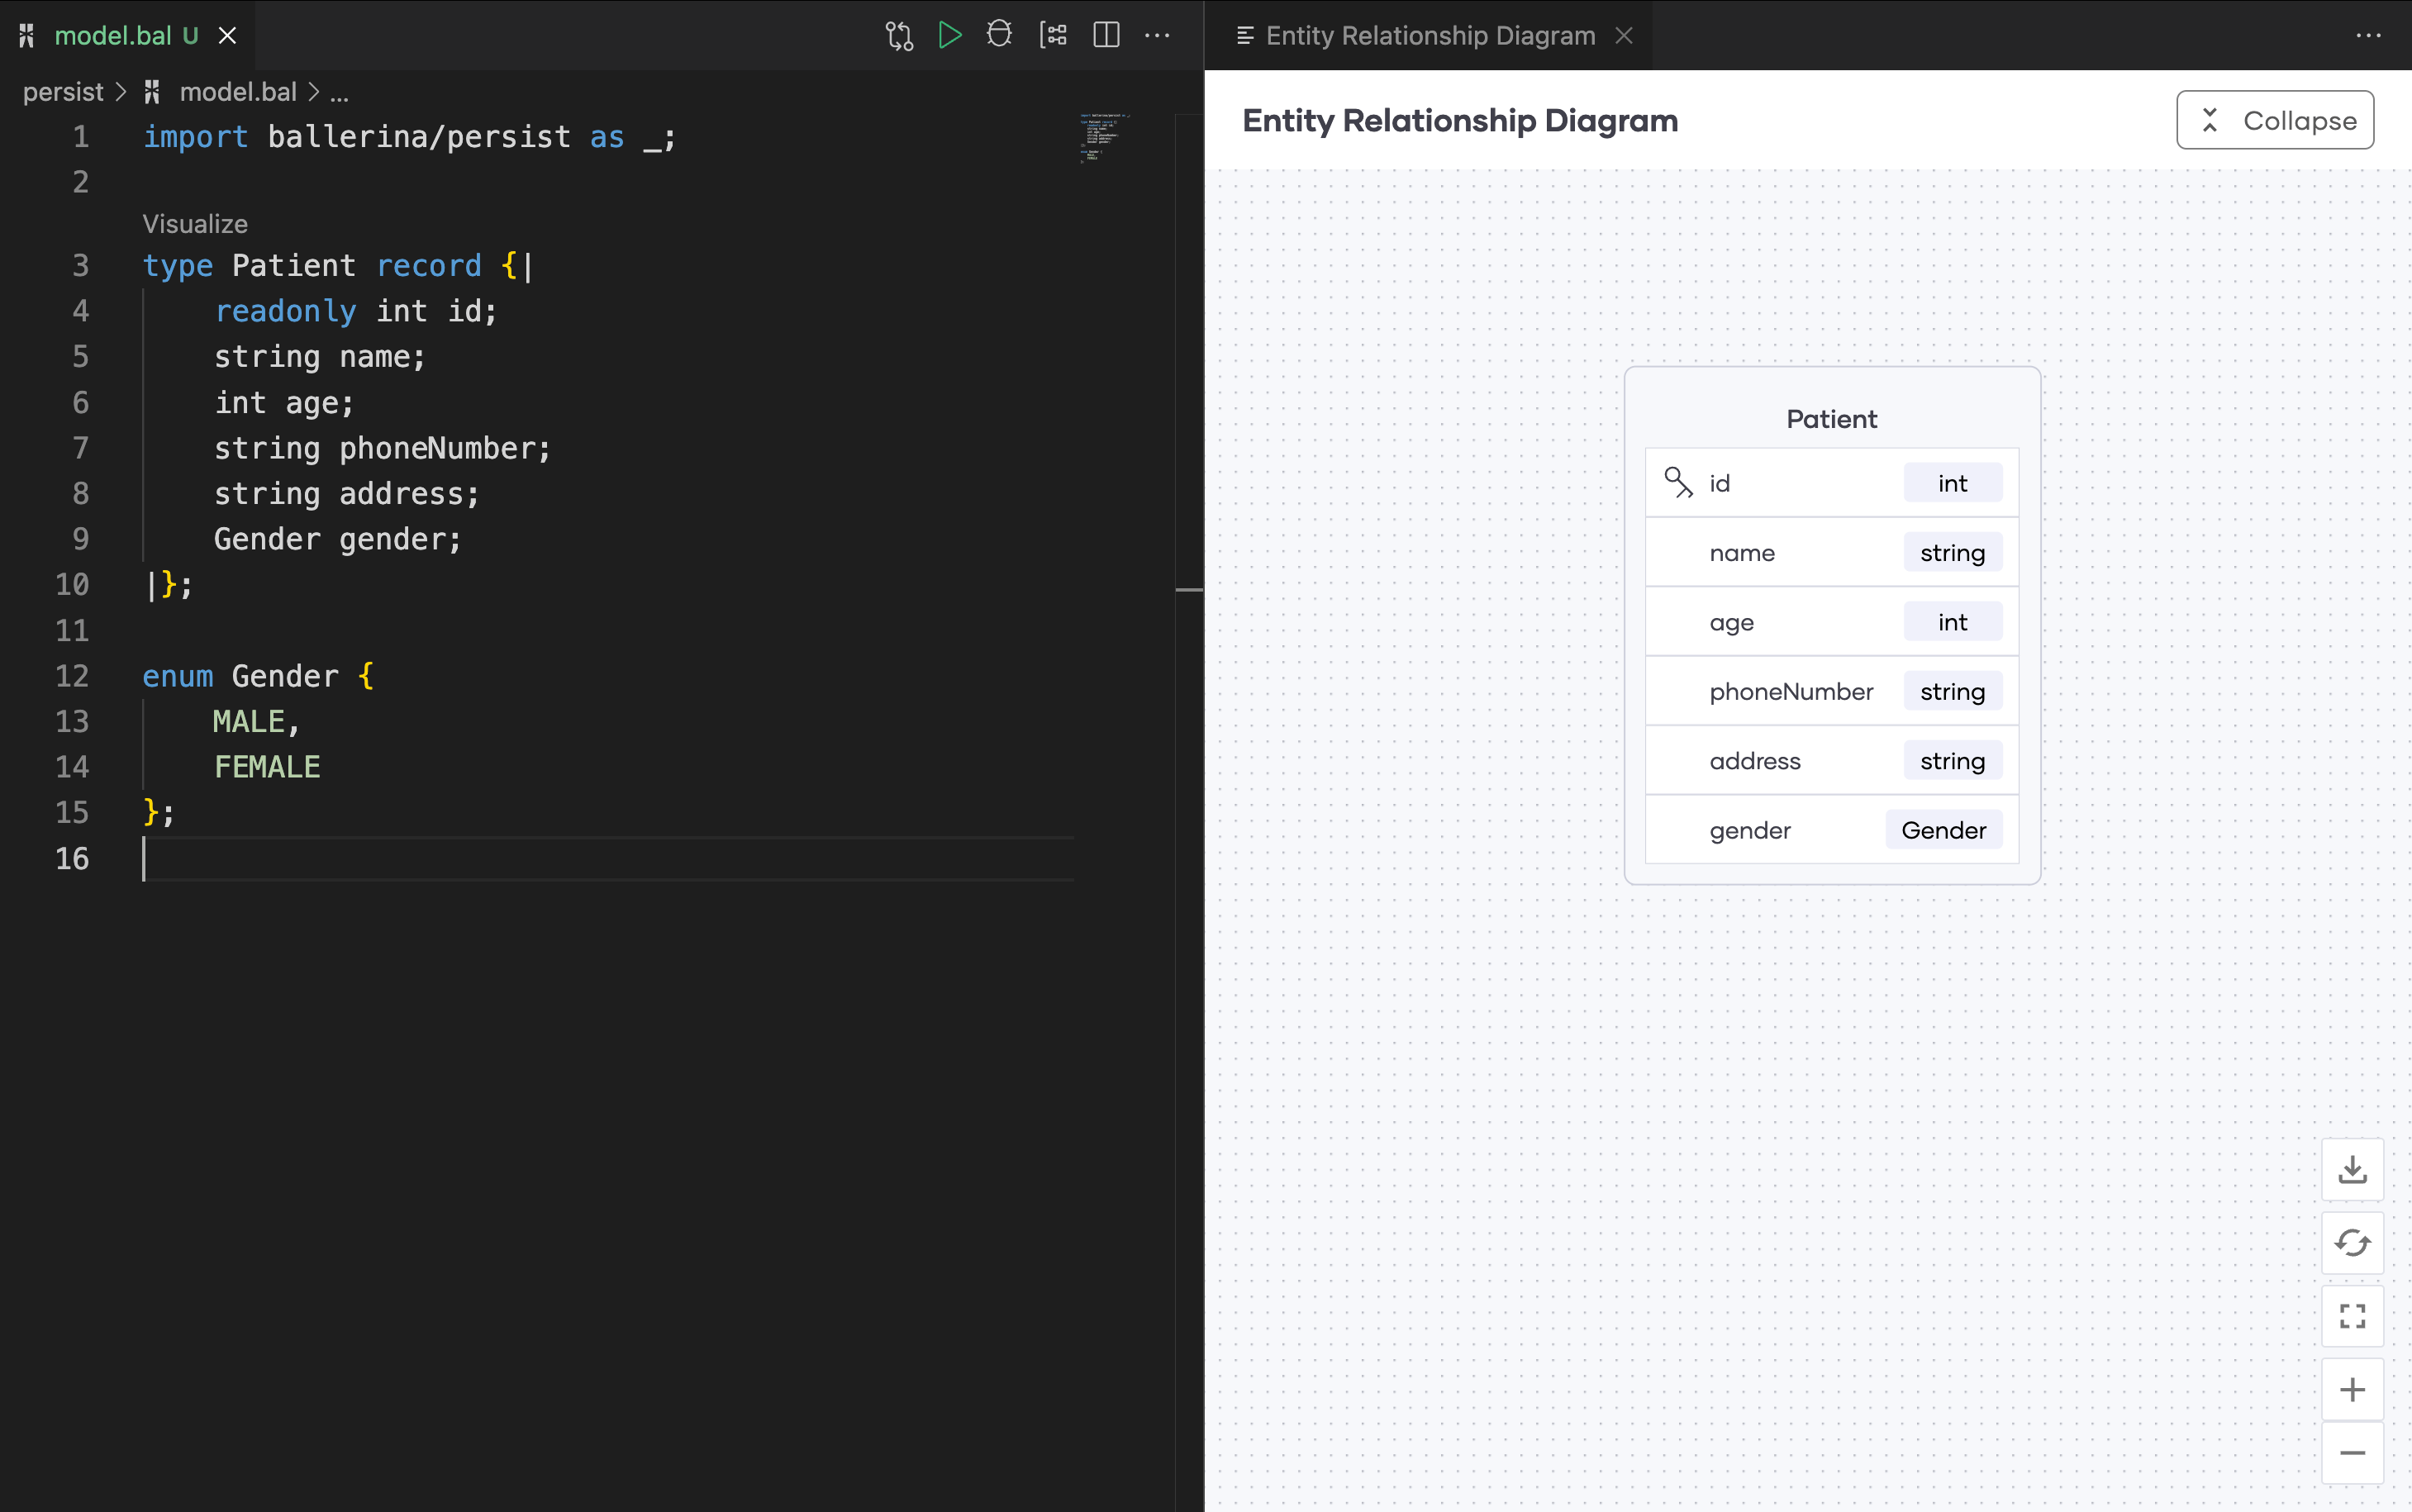 model.bal U
persist > model.bal > ...
1 import ballerina/persist as _;
2
Visualize
3 type Patient record {|
4     readonly int id;
5     string name;
6     int age;
7     string phoneNumber;
8     string address;
9     Gender gender;
10 |};
11
12 enum Gender {
13     MALE,
14     FEMALE
15 };
16
Entity Relationship Diagram
Entity Relationship Diagram
Collapse
Patient
id int
name string
age int
phoneNumber string
address string
gender Gender